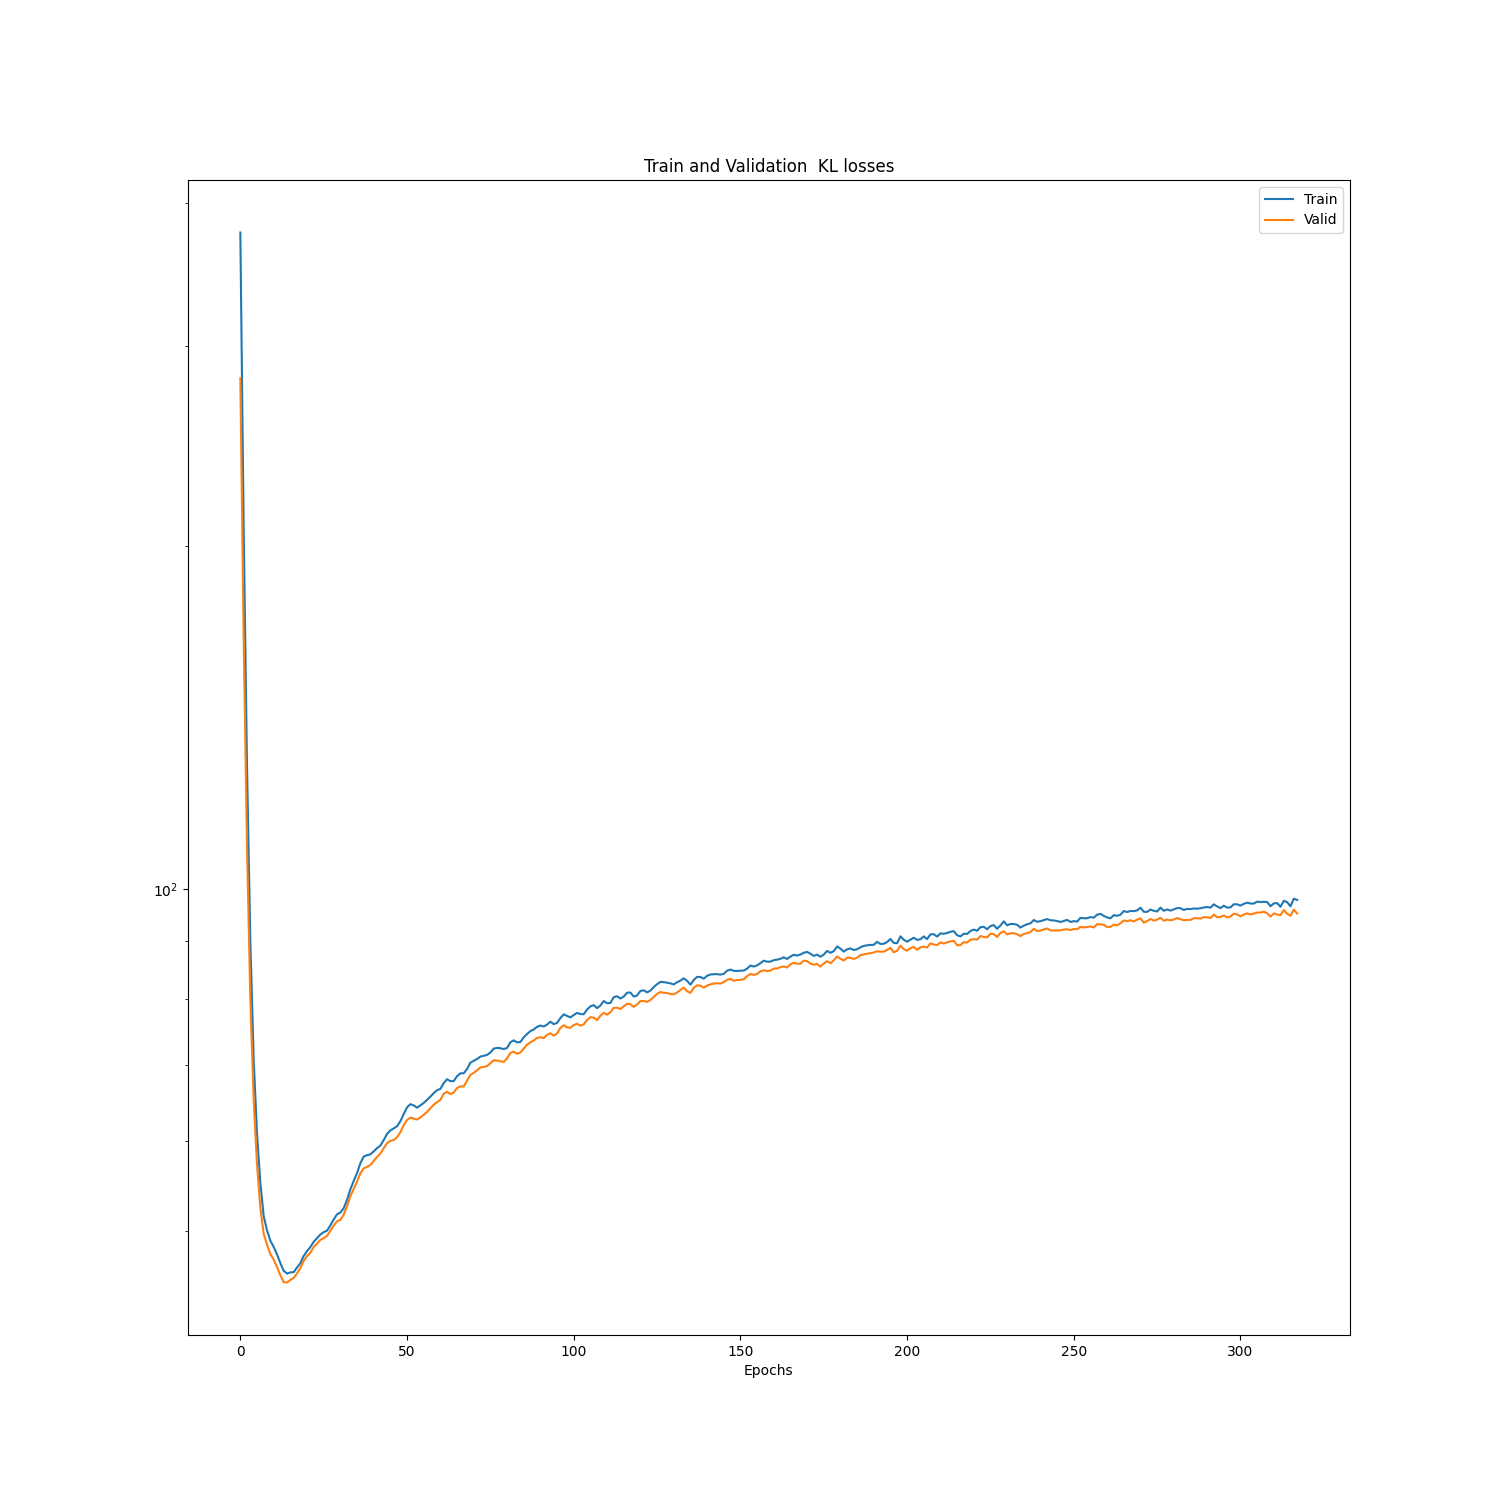 Train and Validation  KL losses
Train
Valid
10²
0 50 100 150 200 250 300
Epochs